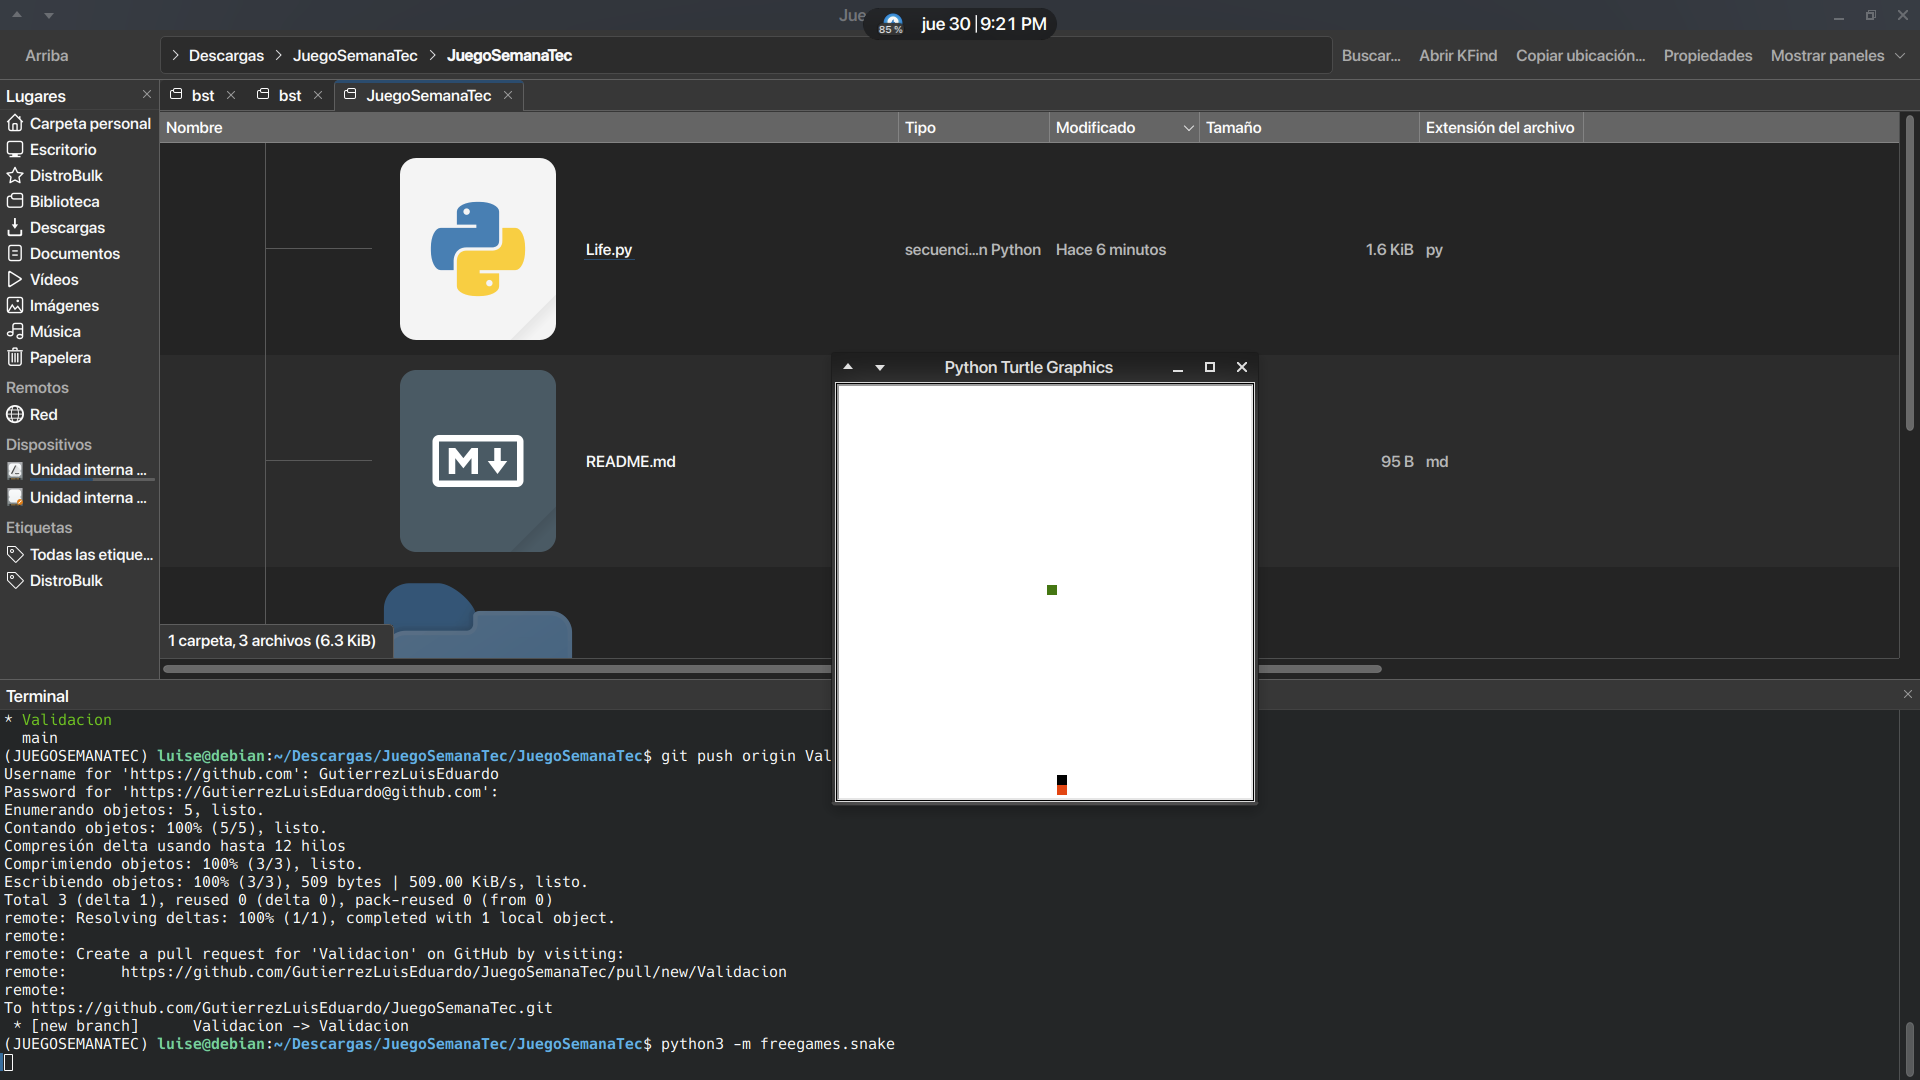 Jue
85 %
jue 30 | 9:21 PM
Arriba
> Descargas > JuegoSemanaTec > JuegoSemanaTec
Buscar... Abrir KFind Copiar ubicación... Propiedades Mostrar paneles
Lugares
Carpeta personal
Escritorio
DistroBulk
Biblioteca
Descargas
Documentos
Vídeos
Imágenes
Música
Papelera
Remotos
Red
Dispositivos
Unidad interna ...
Unidad interna ...
Etiquetas
Todas las etique...
DistroBulk
bst bst JuegoSemanaTec
Nombre Tipo Modificado Tamaño Extensión del archivo
Life.py secuenci...n Python Hace 6 minutos 1.6 KiB py
README.md 95 B md
1 carpeta, 3 archivos (6.3 KiB)
Python Turtle Graphics
Terminal
* Validacion
main
(JUEGOSEMANATEC) luise@debian:~/Descargas/JuegoSemanaTec/JuegoSemanaTec$ git push origin Val
Username for 'https://github.com': GutierrezLuisEduardo
Password for 'https://GutierrezLuisEduardo@github.com':
Enumerando objetos: 5, listo.
Contando objetos: 100% (5/5), listo.
Compresión delta usando hasta 12 hilos
Comprimiendo objetos: 100% (3/3), listo.
Escribiendo objetos: 100% (3/3), 509 bytes | 509.00 KiB/s, listo.
Total 3 (delta 1), reused 0 (delta 0), pack-reused 0 (from 0)
remote: Resolving deltas: 100% (1/1), completed with 1 local object.
remote:
remote: Create a pull request for 'Validacion' on GitHub by visiting:
remote:      https://github.com/GutierrezLuisEduardo/JuegoSemanaTec/pull/new/Validacion
remote:
To https://github.com/GutierrezLuisEduardo/JuegoSemanaTec.git
* [new branch]      Validacion -> Validacion
(JUEGOSEMANATEC) luise@debian:~/Descargas/JuegoSemanaTec/JuegoSemanaTec$ python3 -m freegames.snake